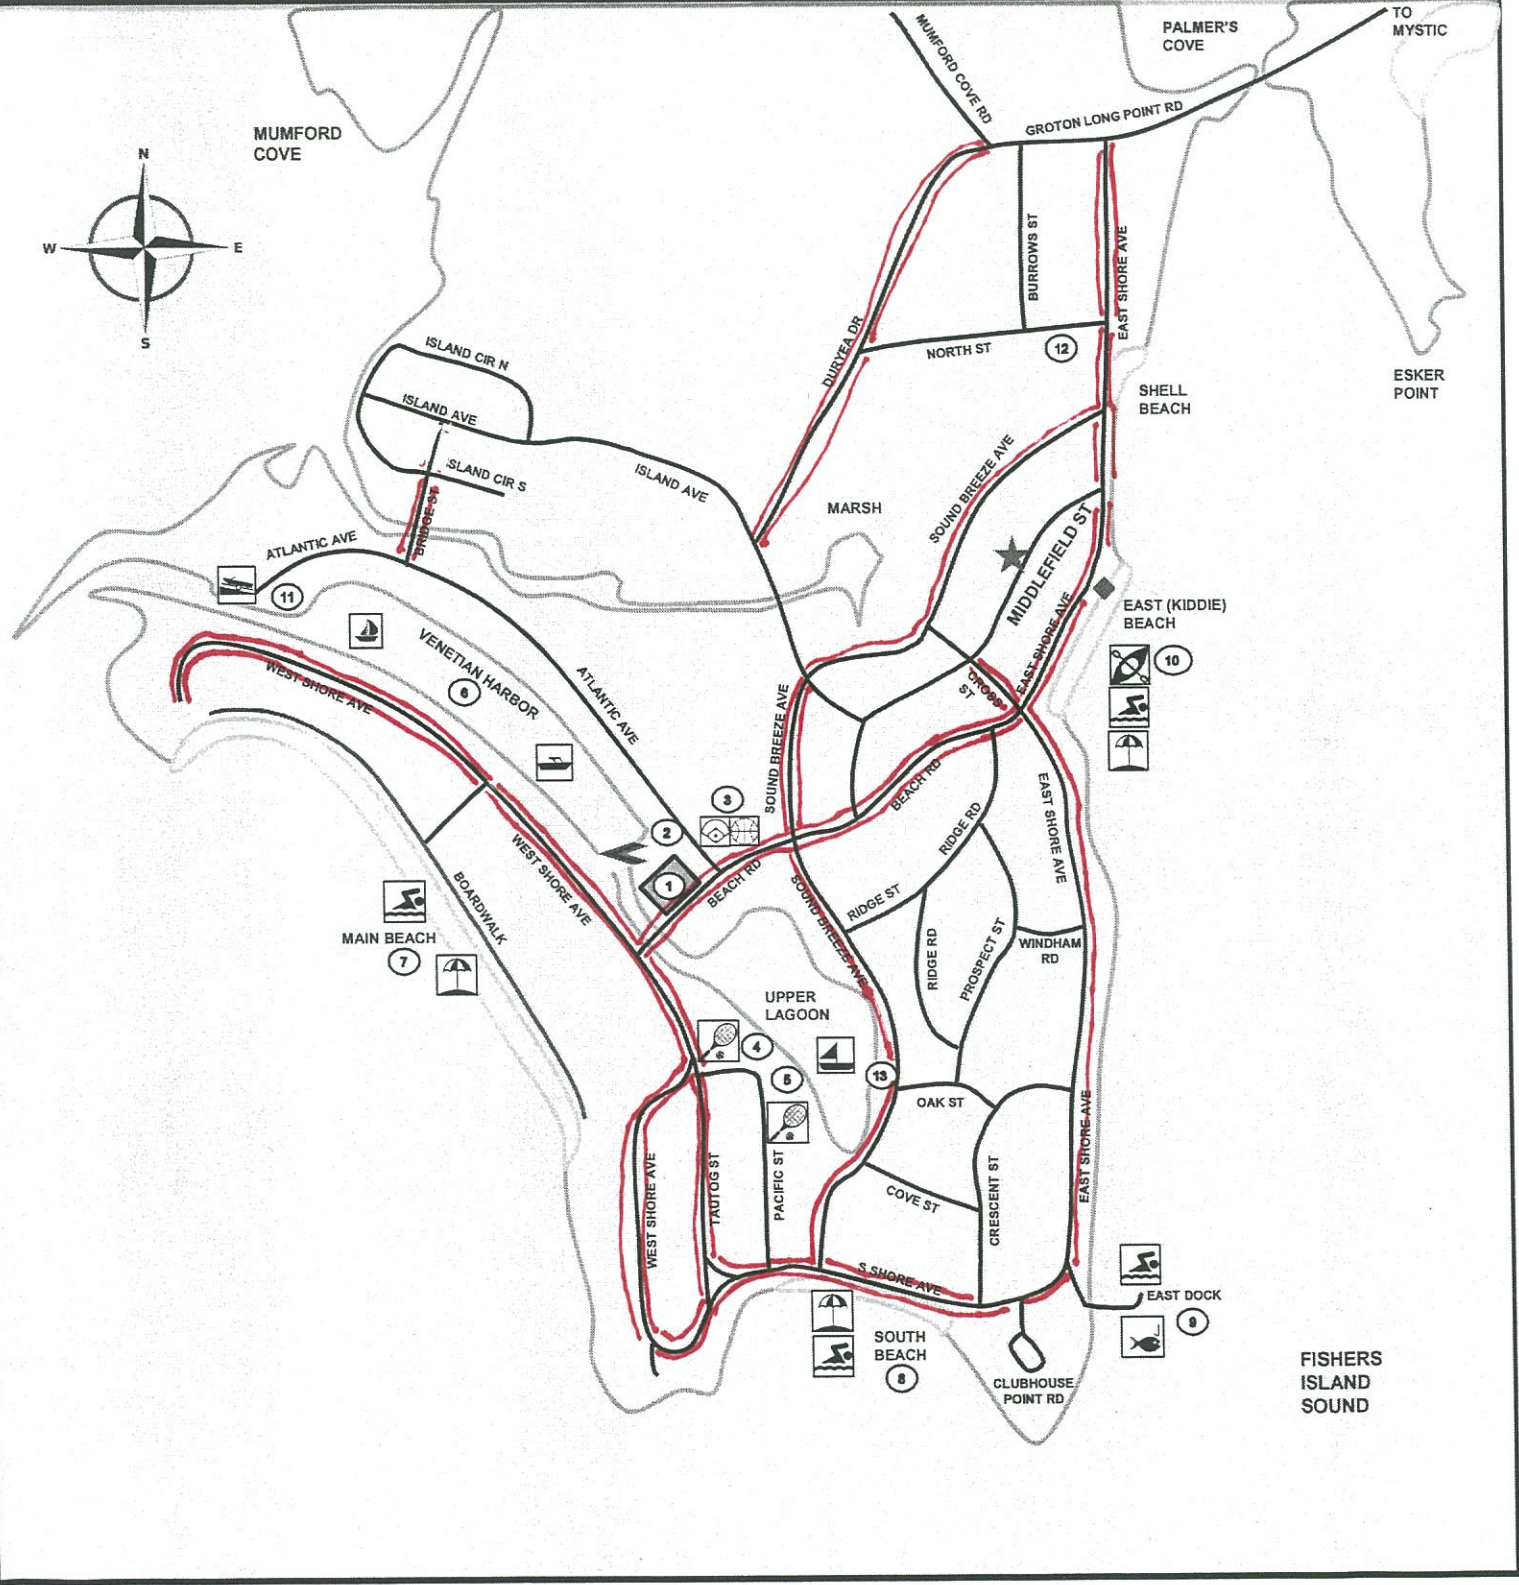 TO
MYSTIC
PALMER'S
COVE
MUMFORD COVE RD
GROTON LONG POINT RD
MUMFORD
COVE
N
W
E
S
BURROWS ST
EAST SHORE AVE
DURYEA DR
NORTH ST
12
ISLAND CIR N
ISLAND AVE
ISLAND CIR S
ISLAND AVE
BRIDGE ST
SHELL
BEACH
ESKER
POINT
SOUND BREEZE AVE
MARSH
MIDDLEFIELD ST
ATLANTIC AVE
11
EAST (KIDDIE)
BEACH
10
EAST SHORE AVE
CROSS
ST
VENETIAN HARBOR
6
WEST SHORE AVE
ATLANTIC AVE
SOUND BREEZE AVE
BEACH RD
EAST SHORE AVE
RIDGE RD
3
2
1
BEACH RD
WEST SHORE AVE
BOARDWALK
MAIN BEACH
7
SOUND BREEZE AVE
RIDGE ST
RIDGE RD
PROSPECT ST
WINDHAM
RD
UPPER
LAGOON
4
5
13
OAK ST
EAST SHORE AVE
WEST SHORE AVE
TAUTOG ST
PACIFIC ST
COVE ST
CRESCENT ST
S SHORE AVE
EAST DOCK
9
SOUTH
BEACH
8
CLUBHOUSE
POINT RD
FISHERS
ISLAND
SOUND